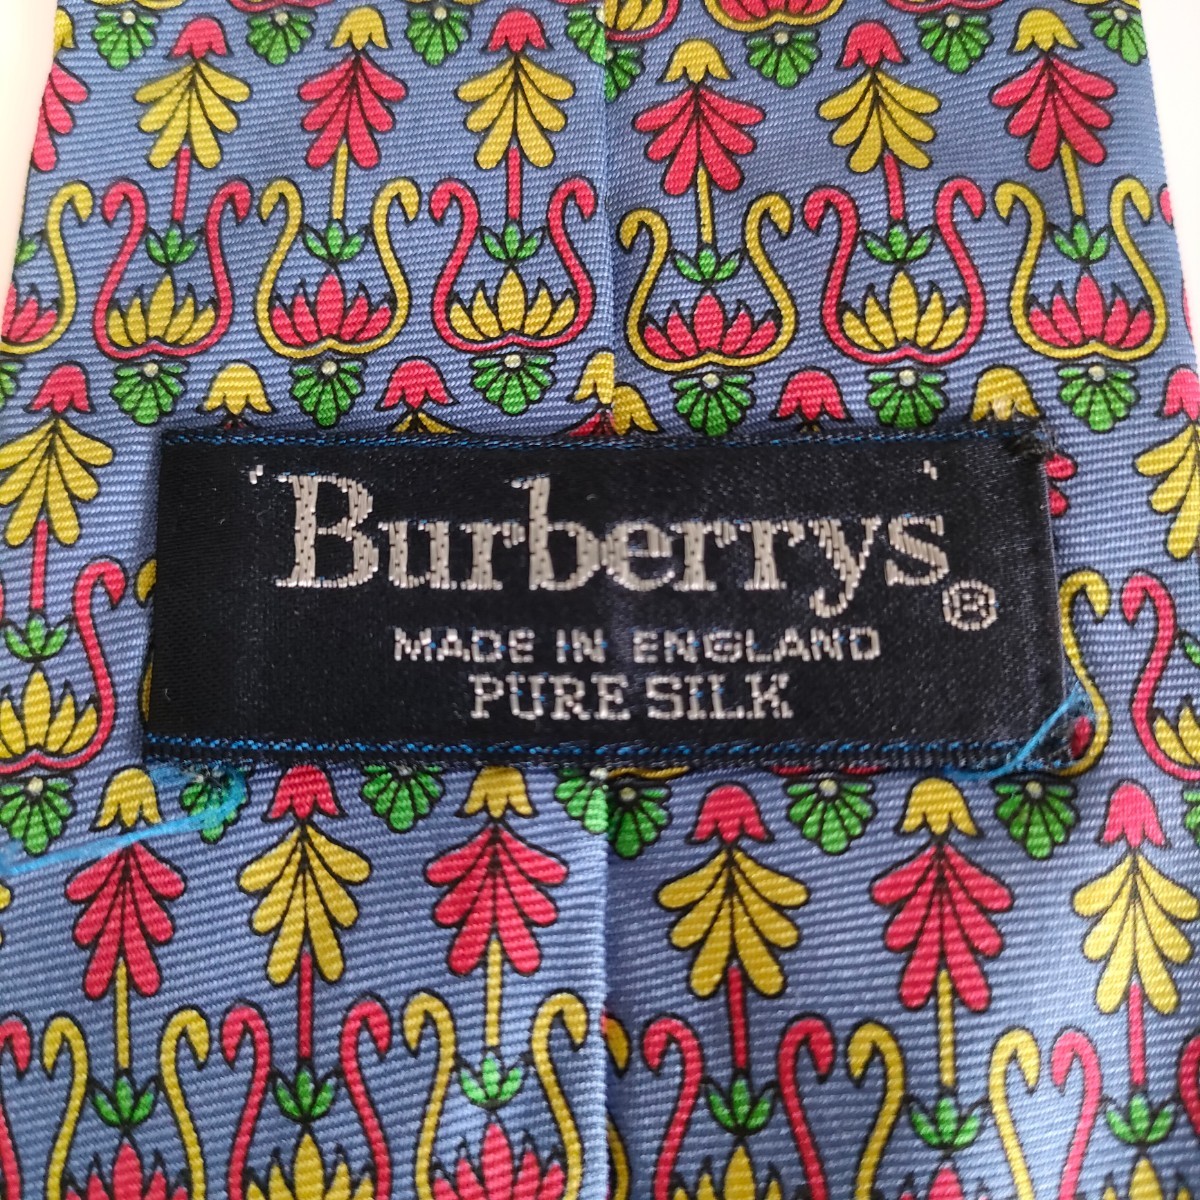 'Burberrys'®
MADE IN ENGLAND
PURE SILK